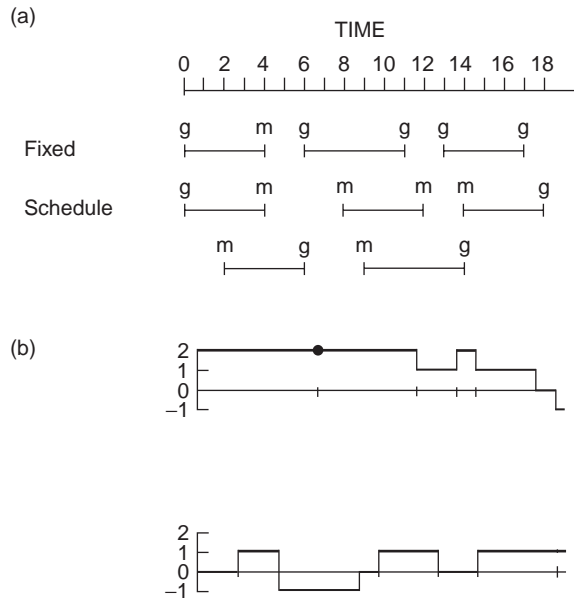 (a)
TIME
0 2 4 6 8 10 12 14 16 18
g m g g g g
Fixed
g m m m m g
Schedule
m g m g
(b)
2
1
0
−1
2
1
0
−1